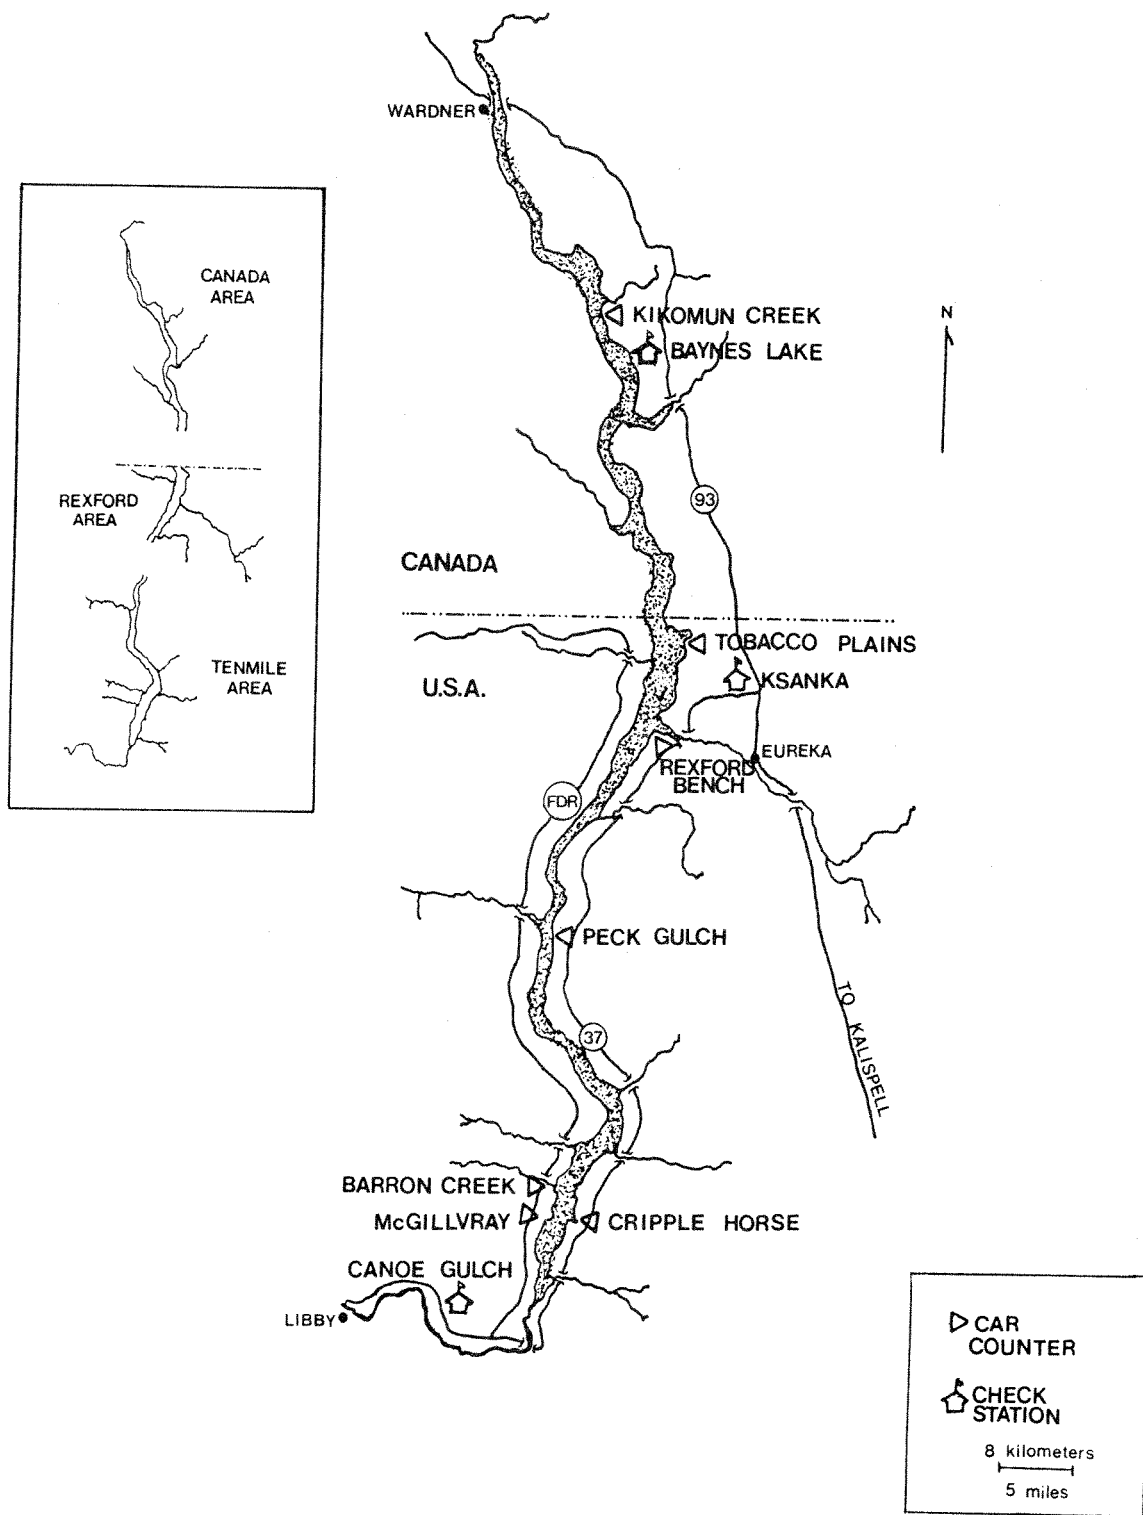 WARDNER
CANADA
AREA
REXFORD
AREA
TENMILE
AREA
KIKOMUN CREEK
BAYNES LAKE
N
93
CANADA
TOBACCO PLAINS
U.S.A.
KSANKA
EUREKA
REXFORD
BENCH
FDR
PECK GULCH
TO KALISPELL
37
BARRON CREEK
McGILLVRAY
CRIPPLE HORSE
CANOE GULCH
LIBBY
CAR
COUNTER
CHECK
STATION
8 kilometers
5 miles